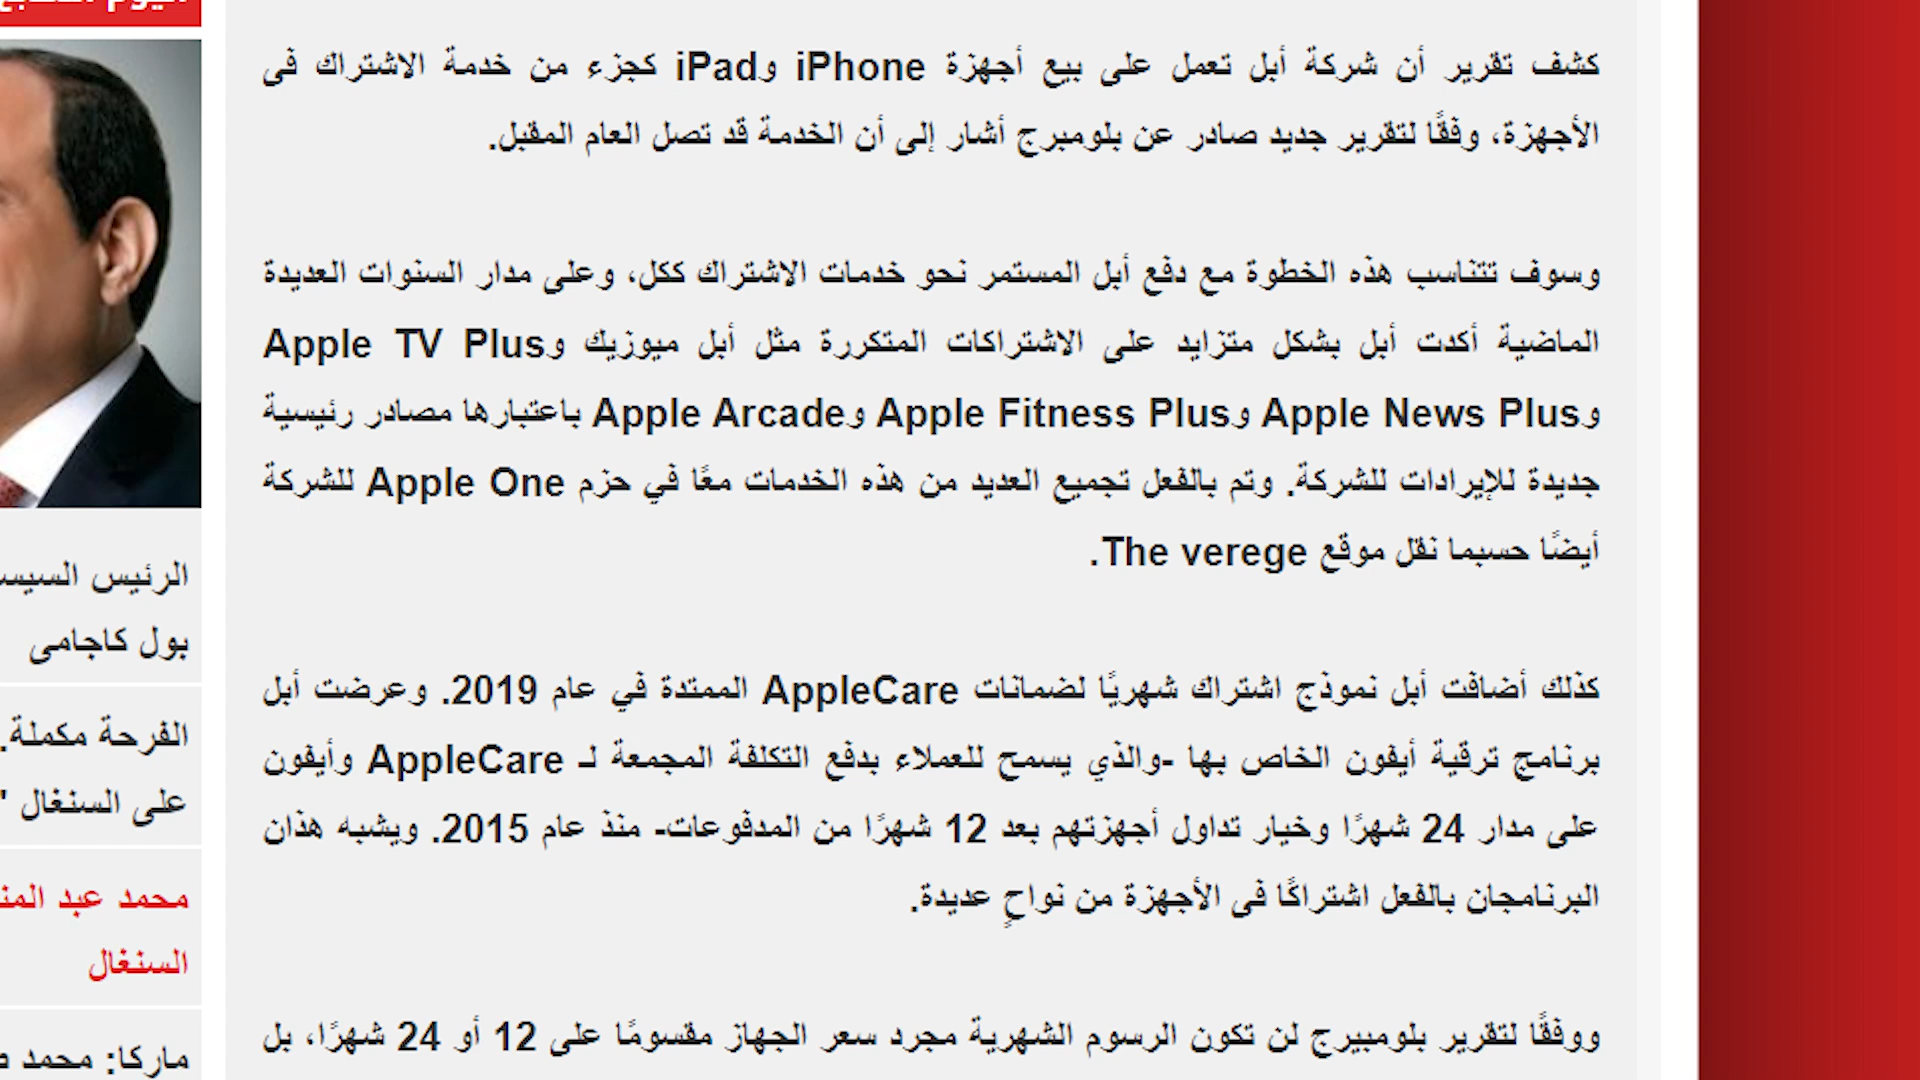 كشف تقرير أن شركة أبل تعمل على بيع أجهزة iPhone وiPad كجزء من خدمة الاشتراك فى
الأجهزة، وفقًا لتقرير جديد صادر عن بلومبرج أشار إلى أن الخدمة قد تصل العام المقبل.
وسوف تتناسب هذه الخطوة مع دفع أبل المستمر نحو خدمات الاشتراك ككل، وعلى مدار السنوات العديدة
الماضية أكدت أبل بشكل متزايد على الاشتراكات المتكررة مثل أبل ميوزيك وApple TV Plus
وApple News Plus وApple Fitness Plus وApple Arcade باعتبارها مصادر رئيسية
جديدة للإيرادات للشركة. وتم بالفعل تجميع العديد من هذه الخدمات معًا في حزم Apple One للشركة
أيضًا حسبما نقل موقع The verege.
كذلك أضافت أبل نموذج اشتراك شهريًا لضمانات AppleCare الممتدة في عام 2019. وعرضت أبل
برنامج ترقية أيفون الخاص بها -والذي يسمح للعملاء بدفع التكلفة المجمعة لـ AppleCare وأيفون
على مدار 24 شهرًا وخيار تداول أجهزتهم بعد 12 شهرًا من المدفوعات- منذ عام 2015. ويشبه هذان
البرنامجان بالفعل اشتراكًا فى الأجهزة من نواحٍ عديدة.
ووفقًا لتقرير بلومبيرج لن تكون الرسوم الشهرية مجرد سعر الجهاز مقسومًا على 12 أو 24 شهرًا، بل
الرئيس
بول كاجامى
الفرحة مكملة.
على السنغال "
محمد عبد
السنغال
ماركا: محمد